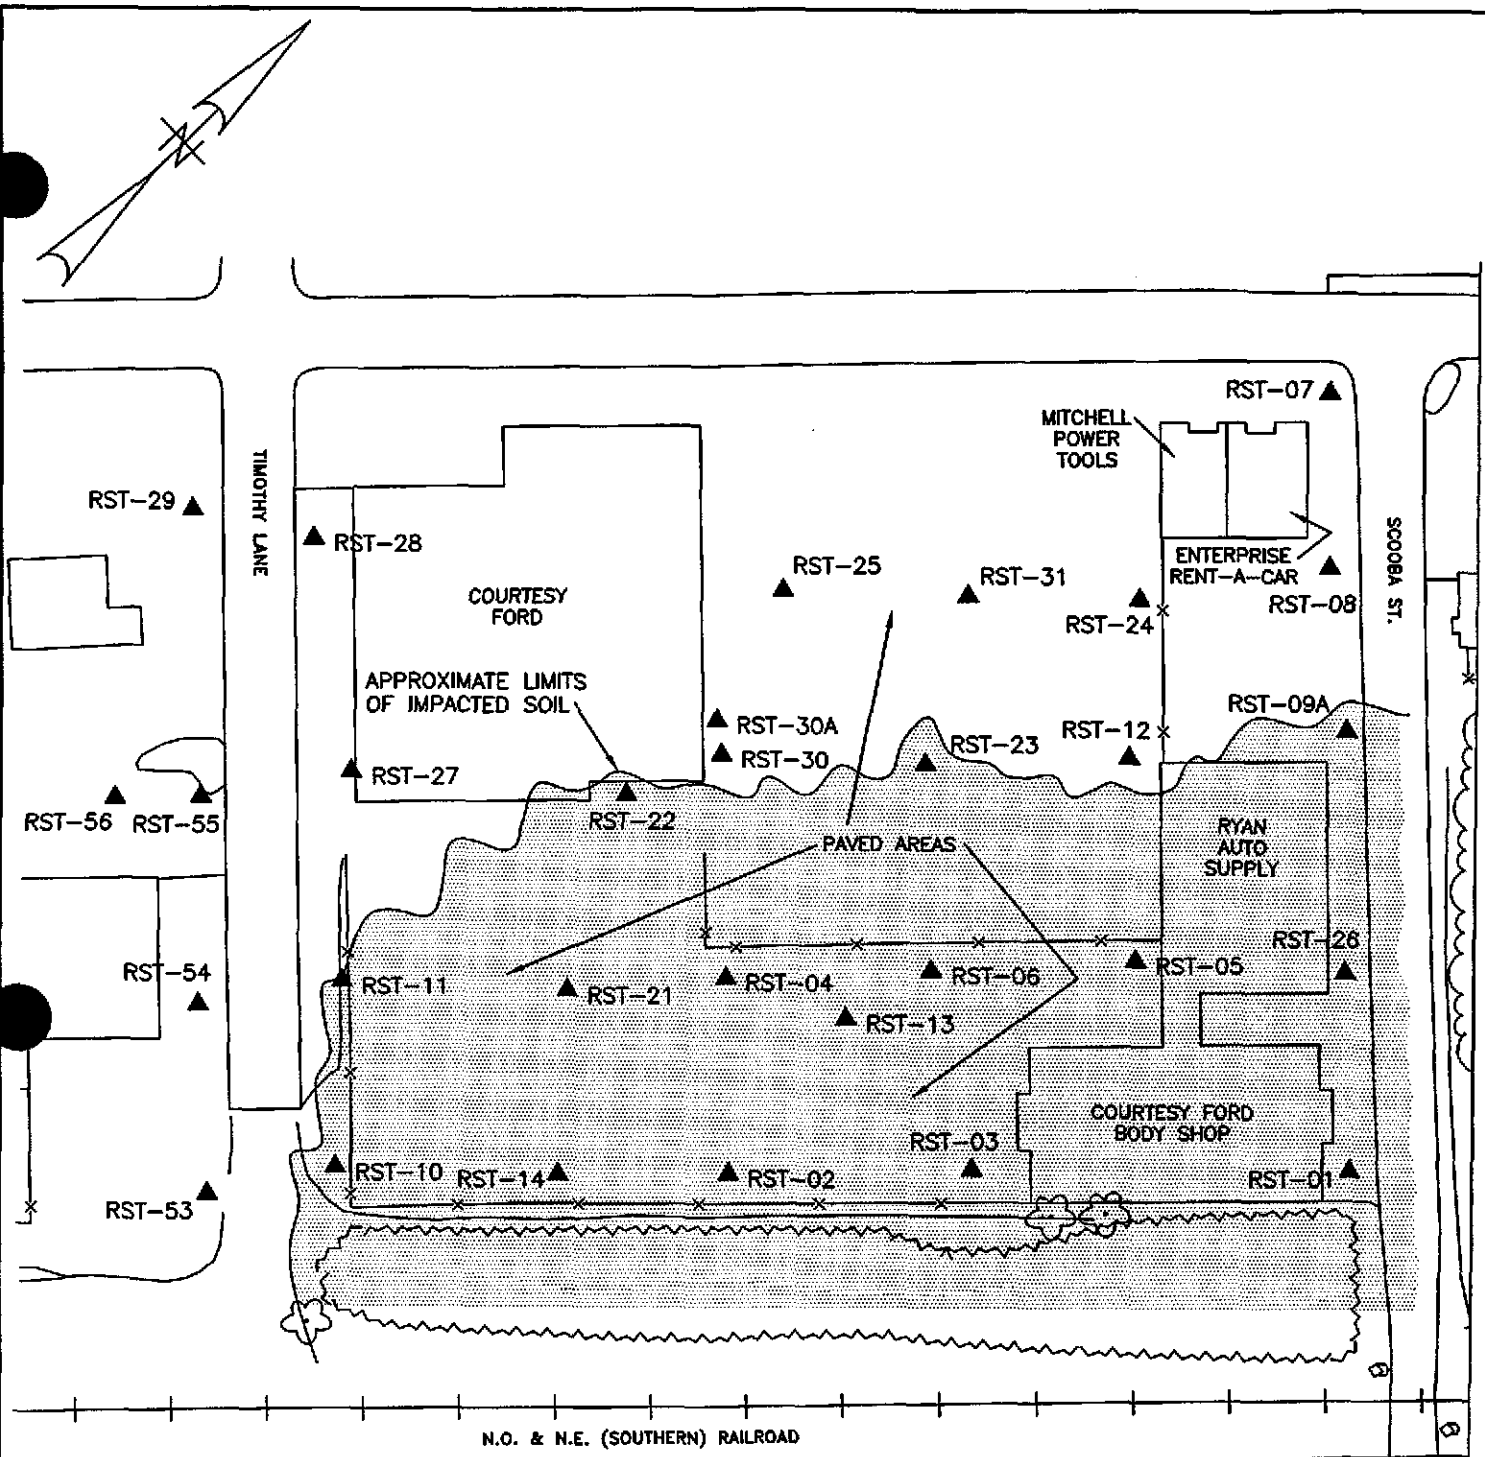 N
RST-07
MITCHELL
POWER
TOOLS
TIMOTHY LANE
RST-29
RST-28
SCOOBA ST.
ENTERPRISE
RENT-A-CAR
RST-25
RST-31
COURTESY
FORD
RST-24
RST-08
APPROXIMATE LIMITS
OF IMPACTED SOIL
RST-09A
RST-30A
RST-12
RST-23
RST-30
RST-27
RST-56
RST-55
RST-22
RYAN
AUTO
SUPPLY
PAVED AREAS
RST-26
RST-54
RST-11
RST-21
RST-04
RST-06
RST-05
RST-13
COURTESY FORD
BODY SHOP
RST-03
RST-10
RST-14
RST-02
RST-01
RST-53
N.O. & N.E. (SOUTHERN) RAILROAD